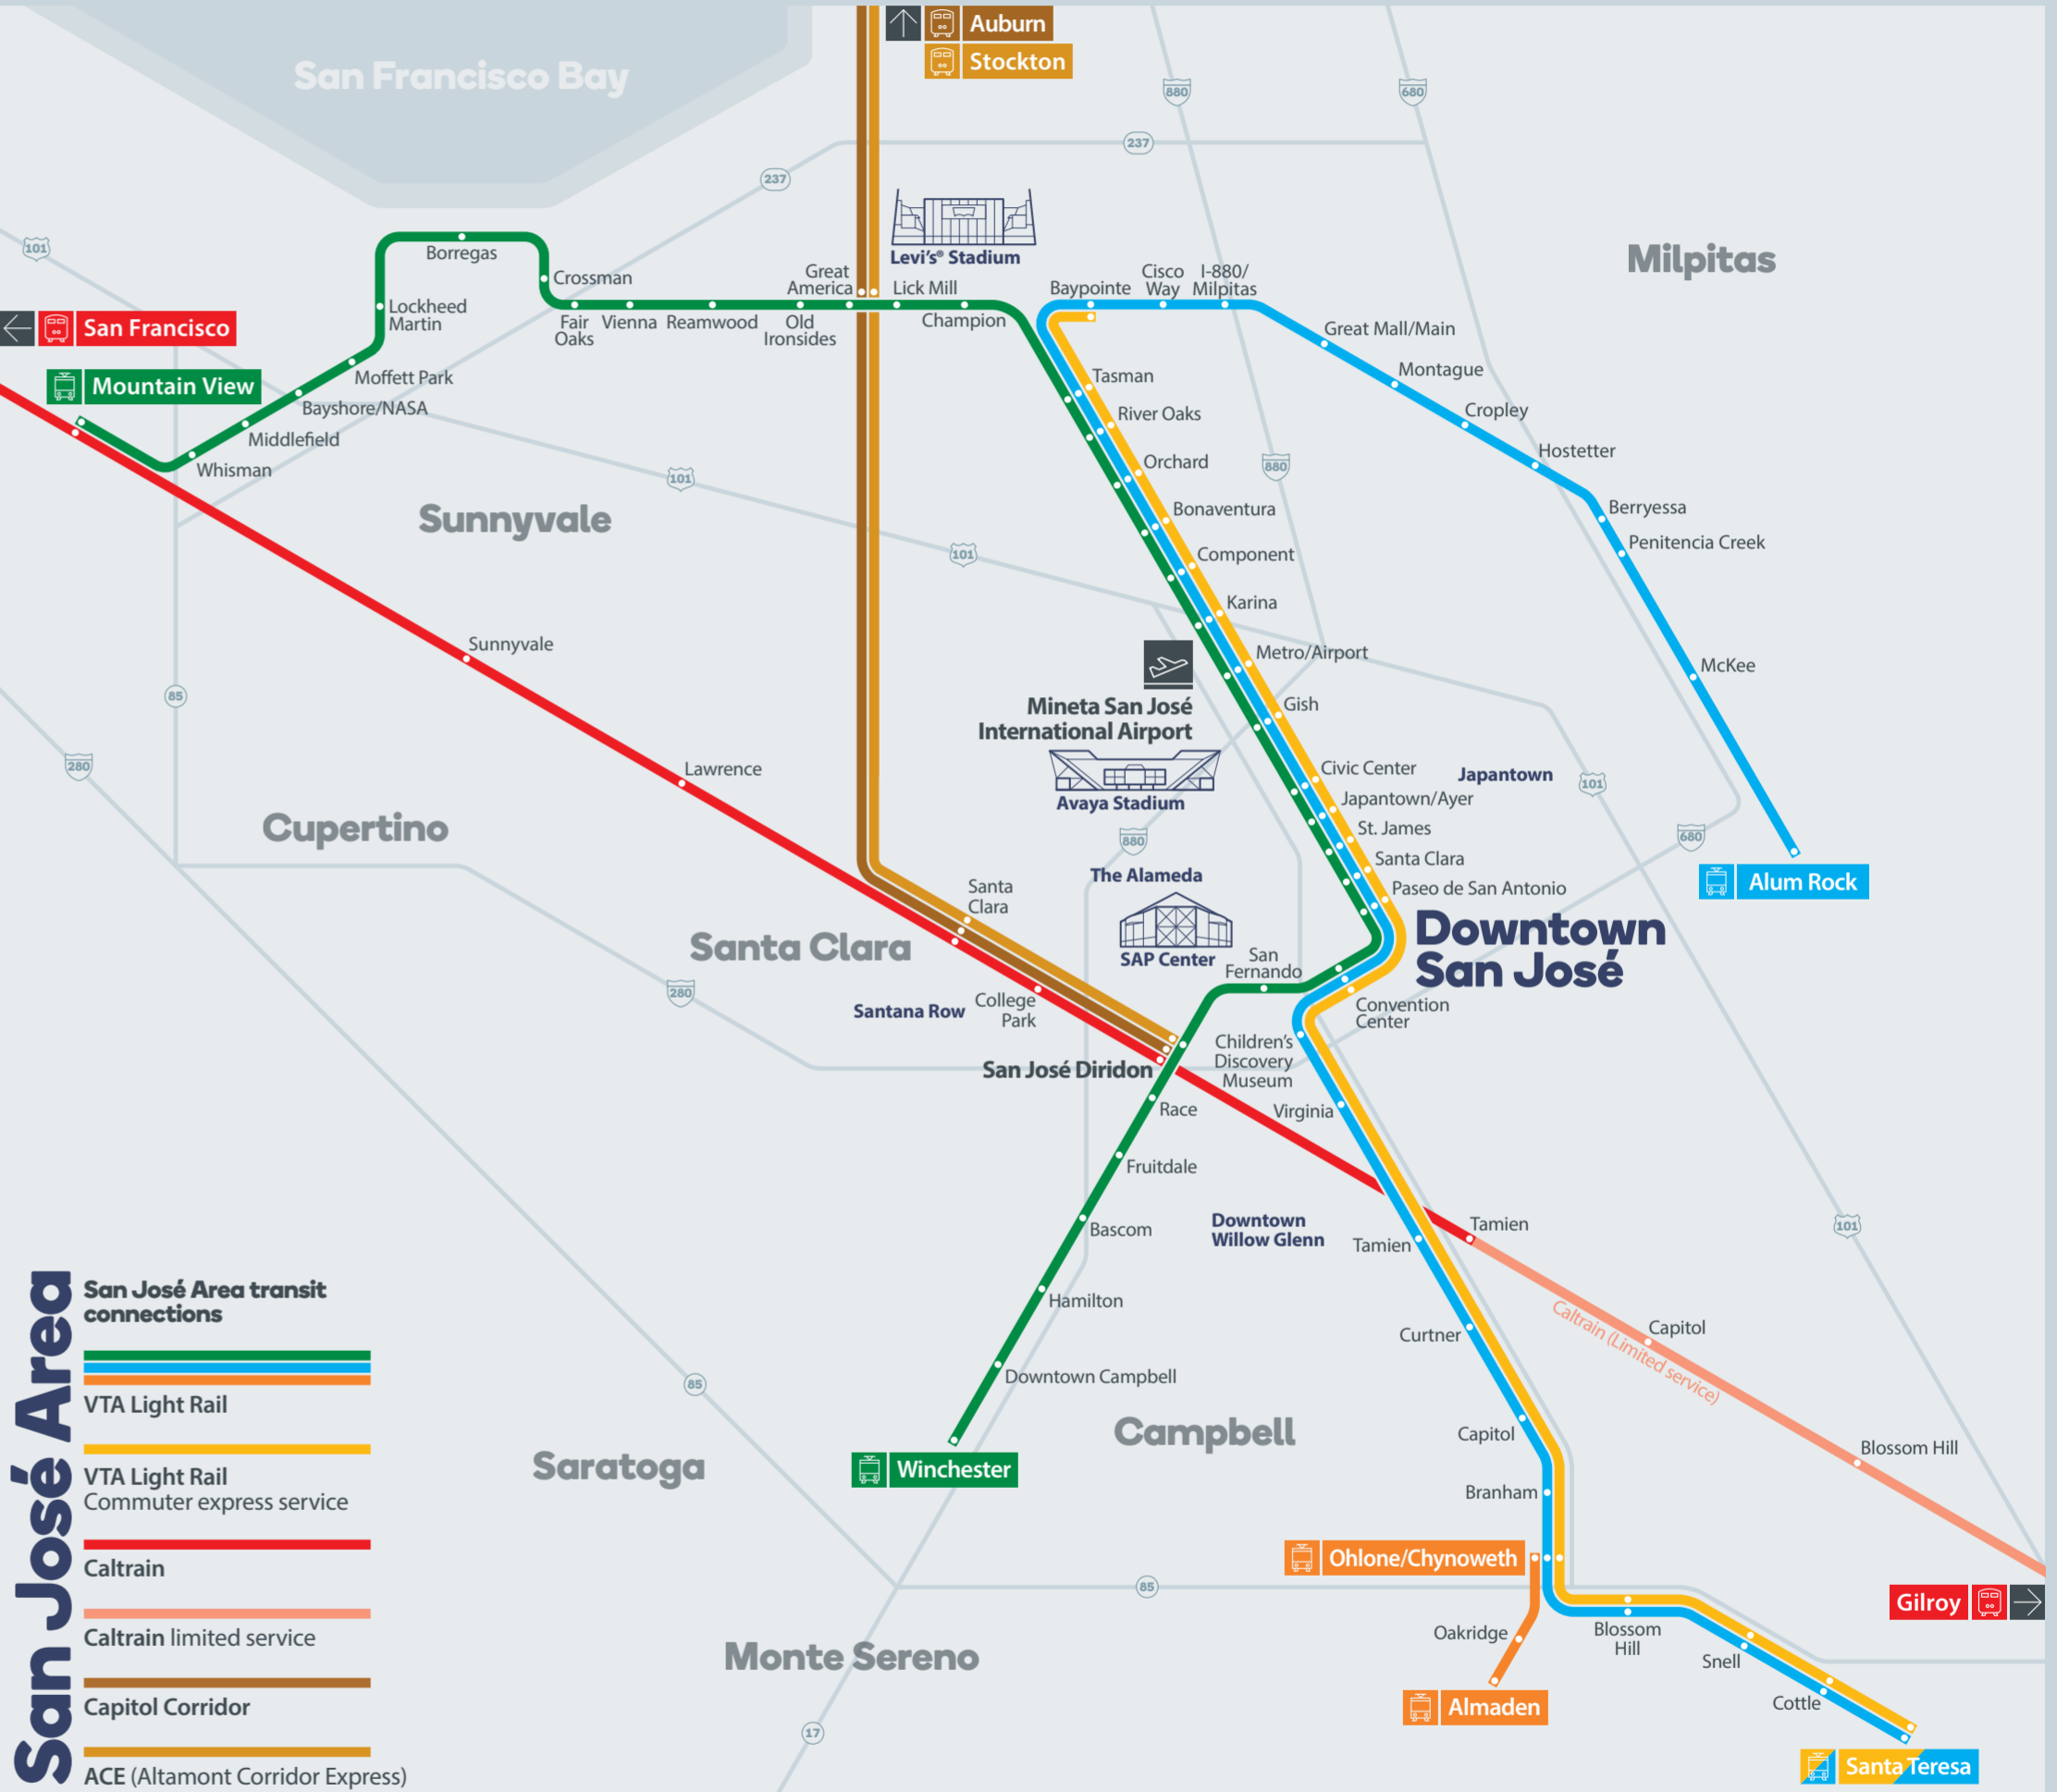 Auburn
Stockton
San Francisco Bay
880
680
237
237
Levi's® Stadium
Milpitas
101
Borregas
Crossman
Great
America
Lick Mill
Baypointe
Cisco
Way
I-880/
Milpitas
Lockheed
Martin
Fair
Oaks
Vienna
Reamwood
Old
Ironsides
Champion
Great Mall/Main
San Francisco
Mountain View
Moffett Park
Tasman
Montague
Bayshore/NASA
River Oaks
Cropley
Middlefield
Whisman
Orchard
880
Hostetter
101
Sunnyvale
Bonaventura
Berryessa
101
Component
Penitencia Creek
Karina
Sunnyvale
Metro/Airport
McKee
85
Mineta San José
International Airport
Gish
280
Lawrence
Civic Center
Japantown
101
Avaya Stadium
Japantown/Ayer
Cupertino
St. James
880
680
Santa Clara
The Alameda
Paseo de San Antonio
Alum Rock
Santa
Clara
Downtown
San José
Santa Clara
SAP Center
San
Fernando
280
Santana Row
College
Park
Convention
Center
San José Diridon
Children's
Discovery
Museum
Race
Virginia
Fruitdale
Bascom
Downtown
Willow Glenn
Tamien
Tamien
101
Hamilton
Caltrain (Limited service)
Capitol
Curtner
85
Downtown Campbell
Campbell
Capitol
Blossom Hill
Saratoga
Winchester
Branham
Ohlone/Chynoweth
85
Gilroy
Oakridge
Blossom
Hill
Monte Sereno
Snell
Almaden
Cottle
17
Santa Teresa
San José Area
San José Area transit
connections
VTA Light Rail
VTA Light Rail
Commuter express service
Caltrain
Caltrain limited service
Capitol Corridor
ACE (Altamont Corridor Express)